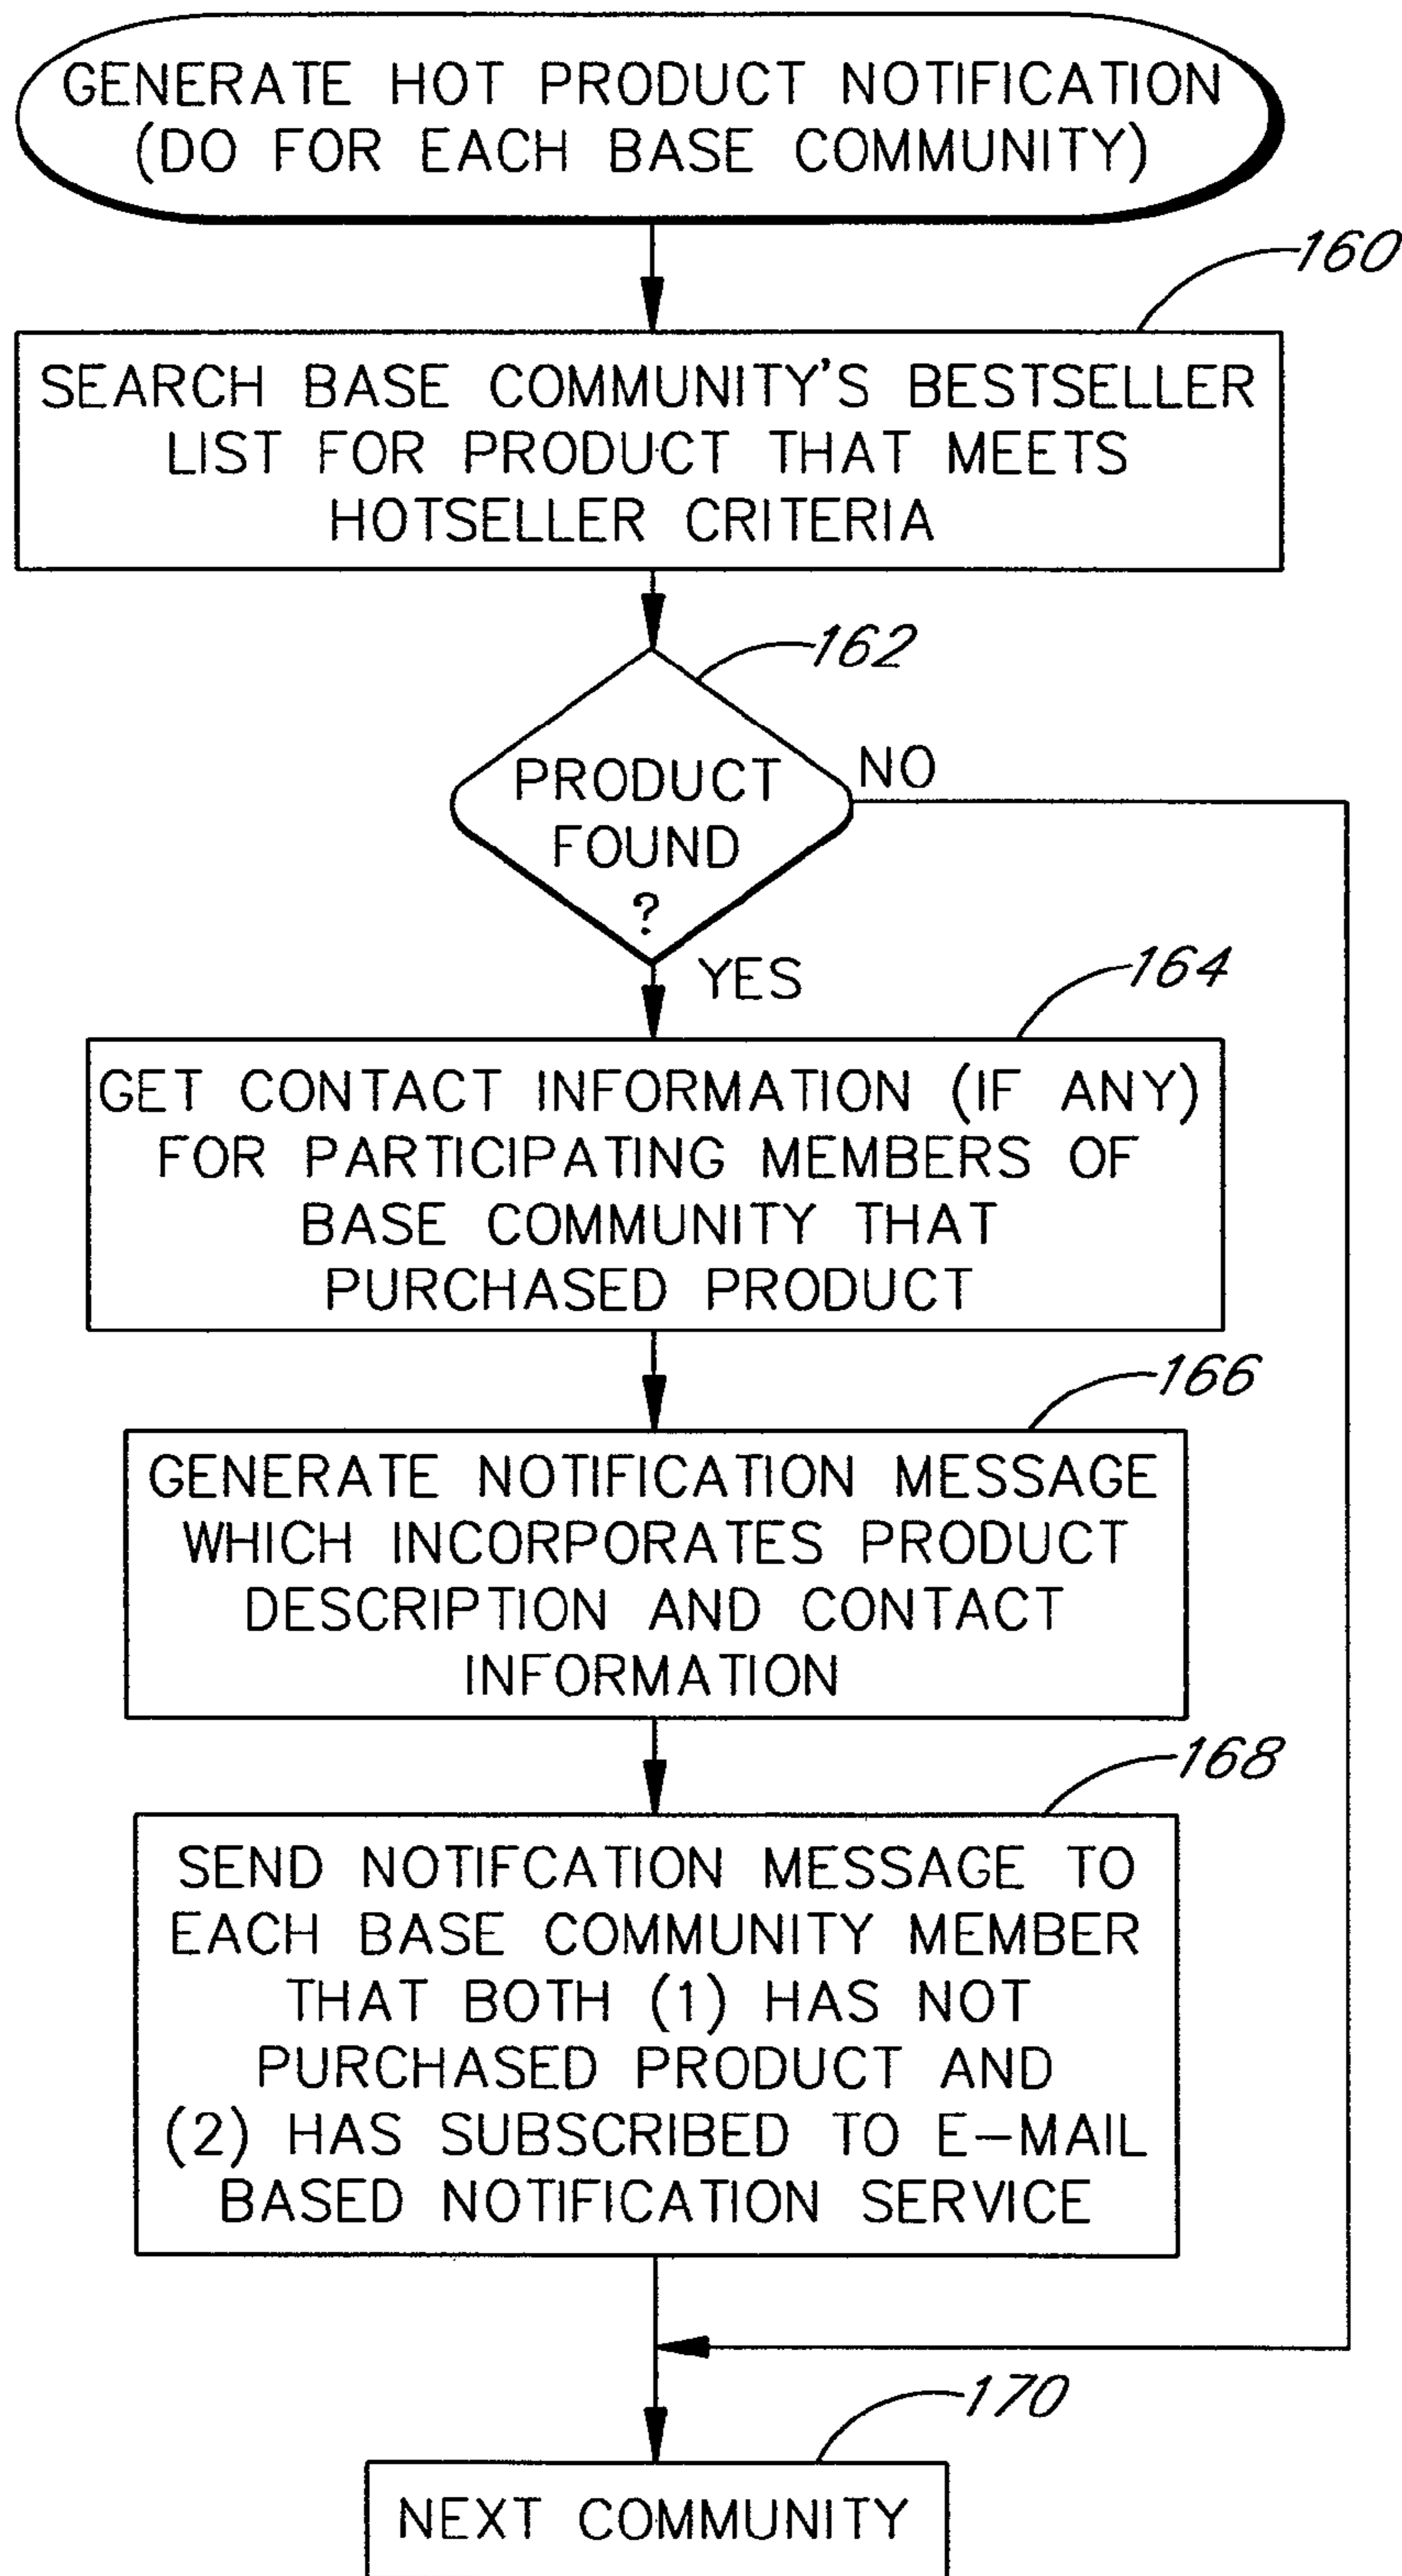 GENERATE HOT PRODUCT NOTIFICATION
(DO FOR EACH BASE COMMUNITY)
160
SEARCH BASE COMMUNITY'S BESTSELLER
LIST FOR PRODUCT THAT MEETS
HOTSELLER CRITERIA
162
PRODUCT
FOUND
?
NO
YES
164
GET CONTACT INFORMATION (IF ANY)
FOR PARTICIPATING MEMBERS OF
BASE COMMUNITY THAT
PURCHASED PRODUCT
166
GENERATE NOTIFICATION MESSAGE
WHICH INCORPORATES PRODUCT
DESCRIPTION AND CONTACT
INFORMATION
168
SEND NOTIFCATION MESSAGE TO
EACH BASE COMMUNITY MEMBER
THAT BOTH (1) HAS NOT
PURCHASED PRODUCT AND
(2) HAS SUBSCRIBED TO E-MAIL
BASED NOTIFICATION SERVICE
170
NEXT COMMUNITY